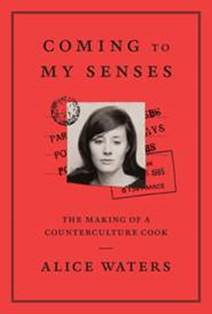 COMING TO
MY SENSES
THE MAKING OF A
COUNTERCULTURE COOK
ALICE WATERS